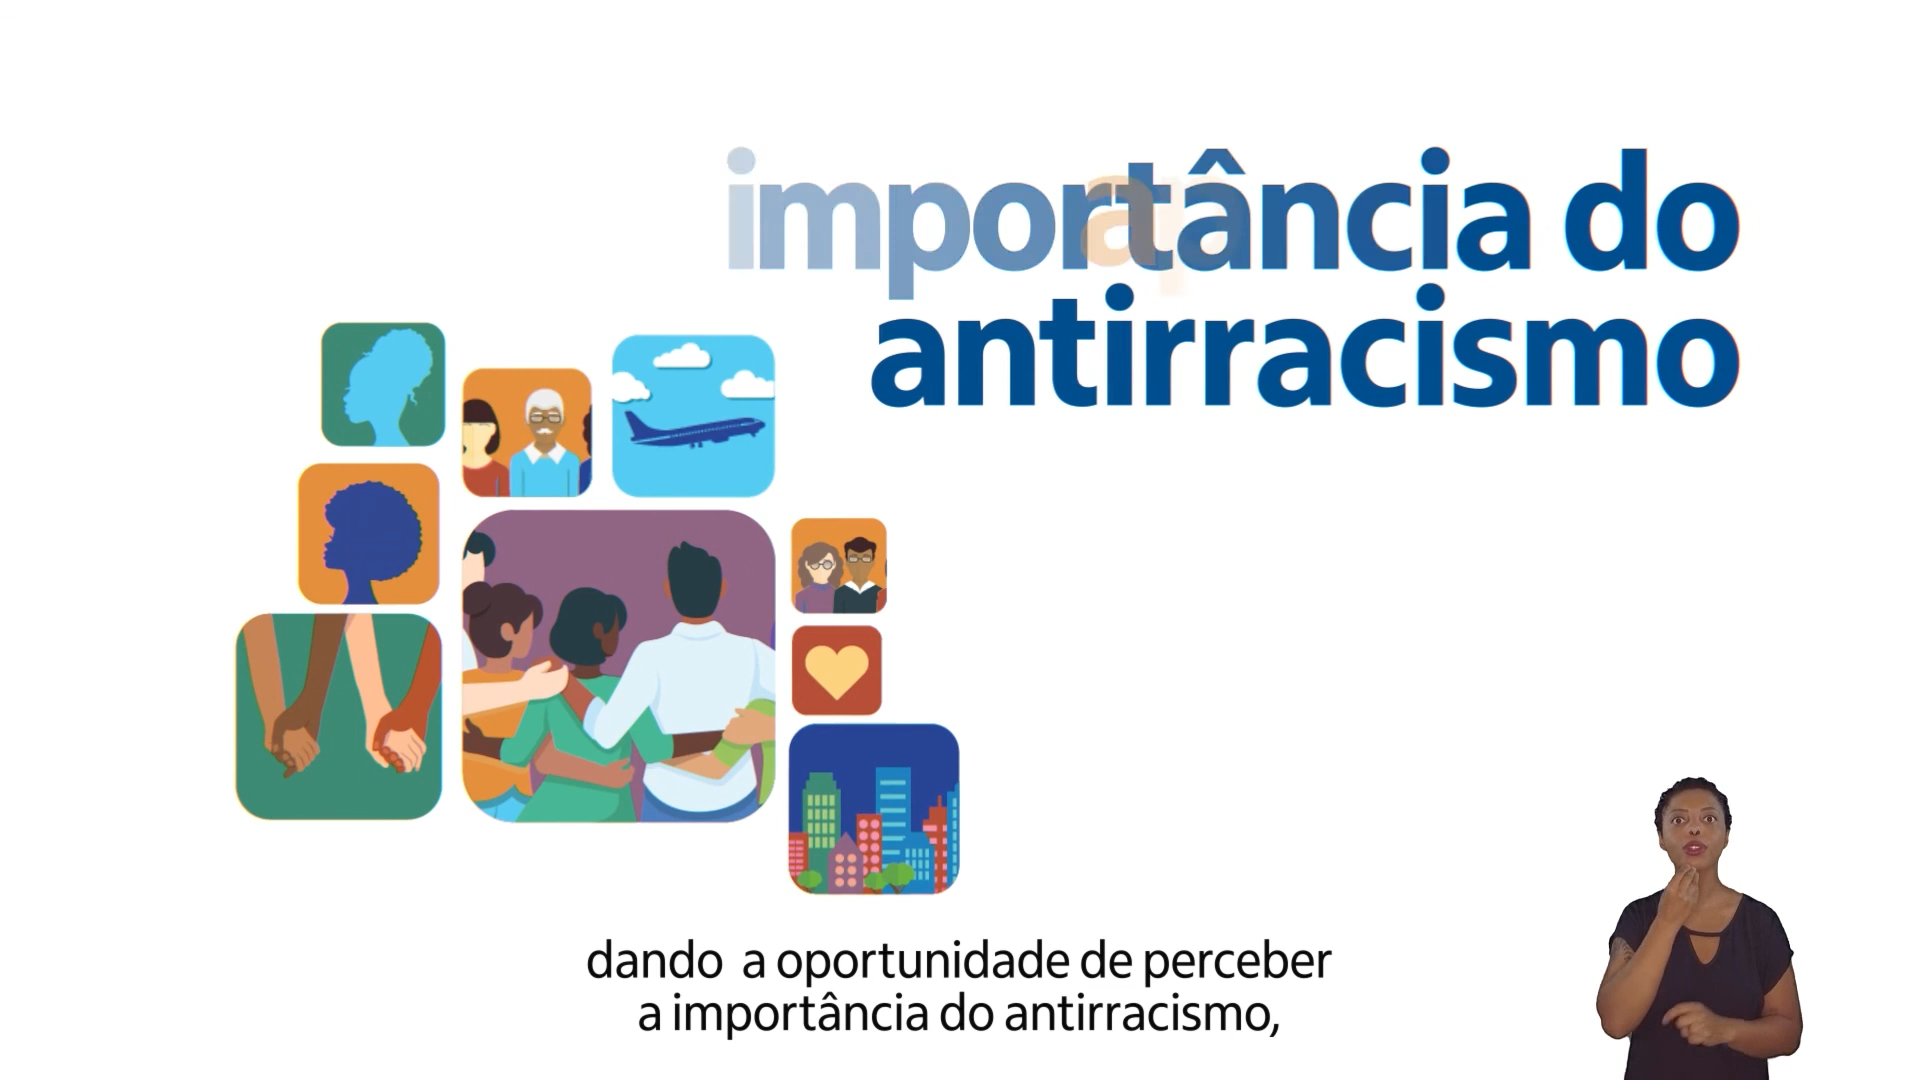 importância do
antirracismo
dando a oportunidade de perceber
a importância do antirracismo,